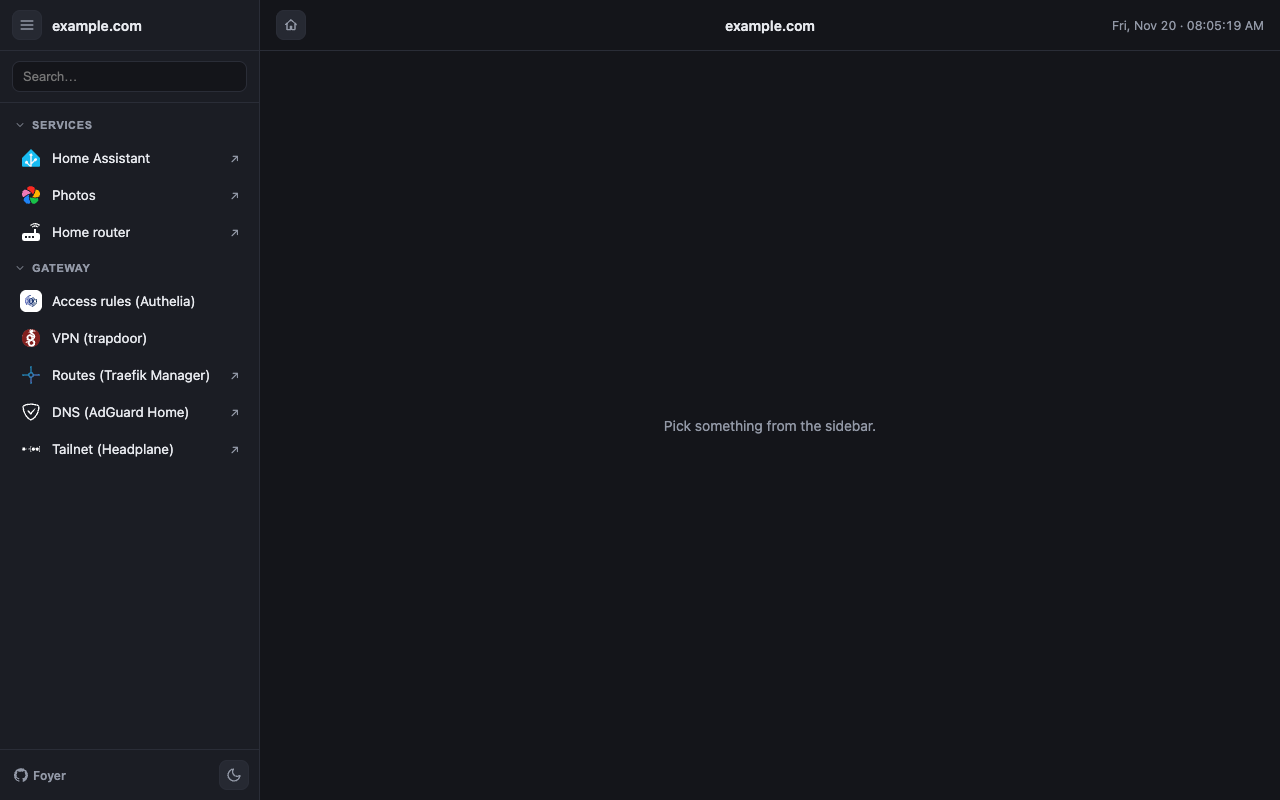 example.com
Search...
SERVICES
Home Assistant
Photos
Home router
GATEWAY
Access rules (Authelia)
VPN (trapdoor)
Routes (Traefik Manager)
DNS (AdGuard Home)
Tailnet (Headplane)
Foyer
example.com
Fri, Nov 20 · 08:05:19 AM
Pick something from the sidebar.